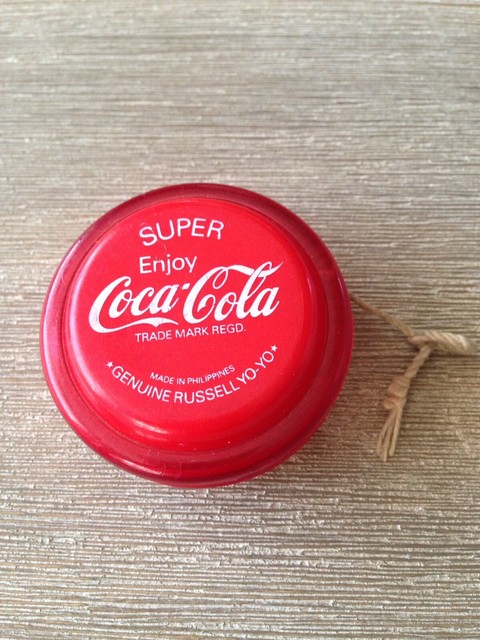 SUPER
Enjoy
Coca-Cola
TRADE MARK REGD.
MADE IN PHILIPPINES
★GENUINE RUSSELL YO-YO★